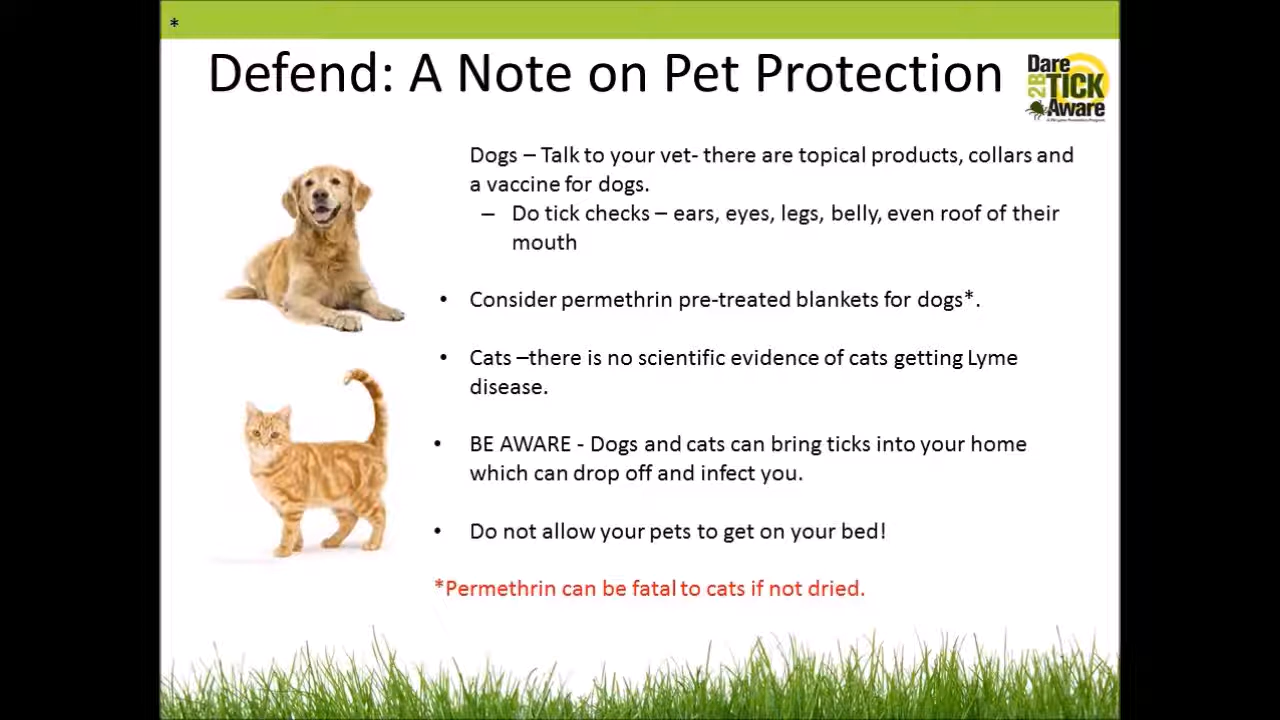 *
Defend: A Note on Pet Protection
Dare
2B
TICK
Aware
Dogs – Talk to your vet- there are topical products, collars and
a vaccine for dogs.
– Do tick checks – ears, eyes, legs, belly, even roof of their
mouth
• Consider permethrin pre-treated blankets for dogs*.
• Cats –there is no scientific evidence of cats getting Lyme
disease.
• BE AWARE - Dogs and cats can bring ticks into your home
which can drop off and infect you.
• Do not allow your pets to get on your bed!
*Permethrin can be fatal to cats if not dried.